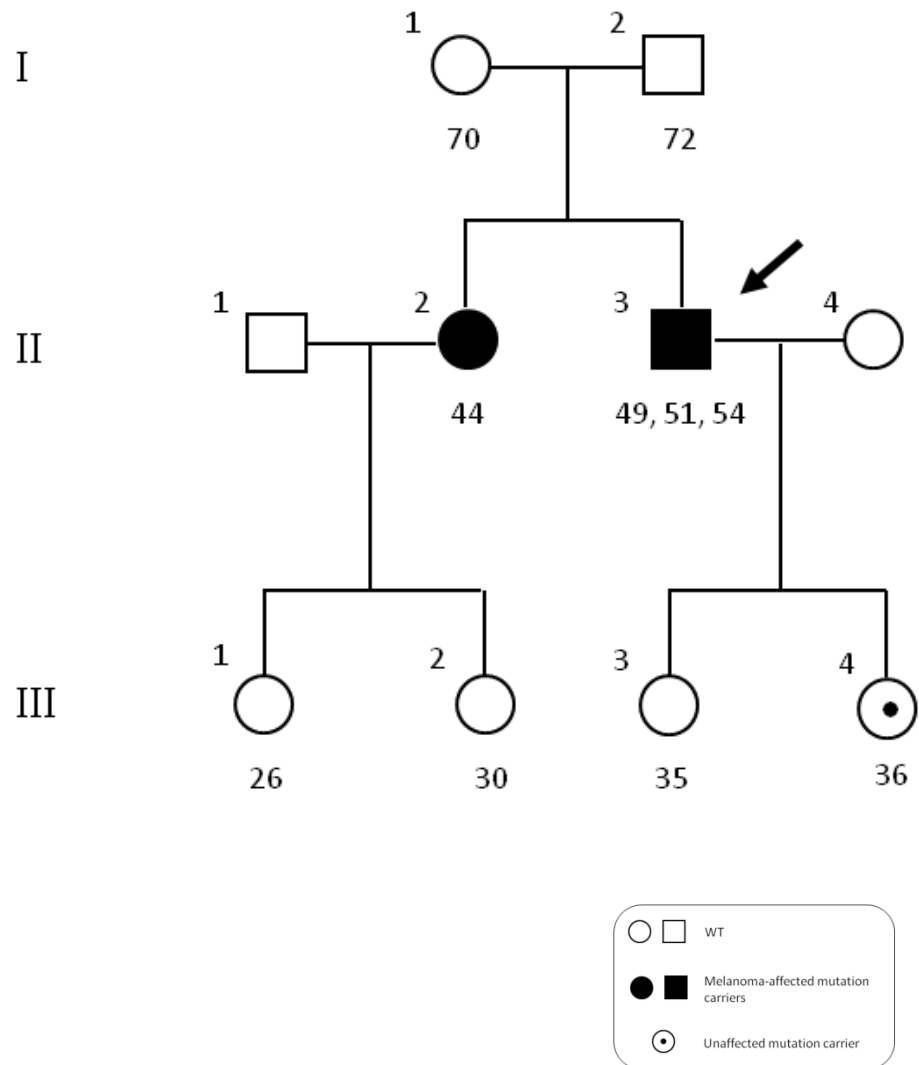 1 2
I
70 72
1 2 3 4
II
44 49, 51, 54
1 2 3 4
III
26 30 35 36
WT
Melanoma-affected mutation
carriers
Unaffected mutation carrier